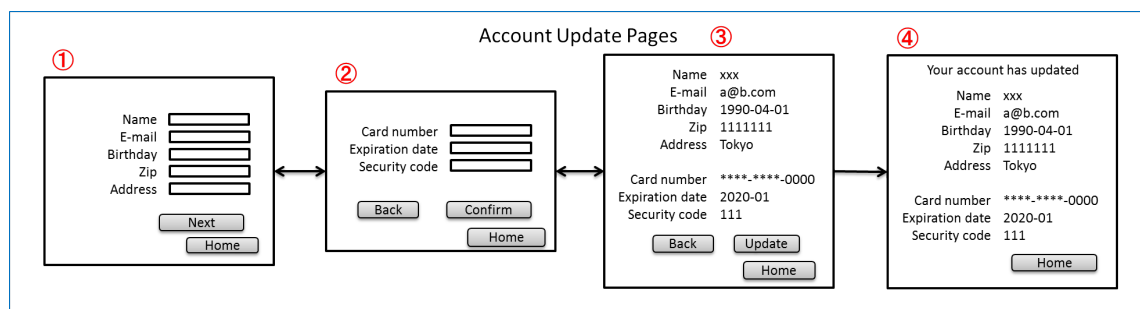 Account Update Pages
①
Name
E-mail
Birthday
Zip
Address
Next
Home
②
Card number
Expiration date
Security code
Back Confirm
Home
③
Name xxx
E-mail a@b.com
Birthday 1990-04-01
Zip 1111111
Address Tokyo
Card number ****-****-0000
Expiration date 2020-01
Security code 111
Back Update
Home
④
Your account has updated
Name xxx
E-mail a@b.com
Birthday 1990-04-01
Zip 1111111
Address Tokyo
Card number ****-****-0000
Expiration date 2020-01
Security code 111
Home